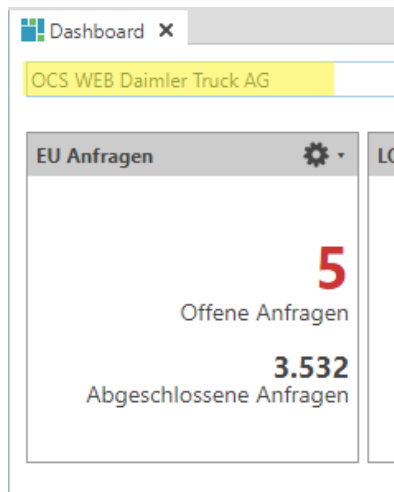 Dashboard
OCS WEB Daimler Truck AG
EU Anfragen
5
Offene Anfragen
3.532
Abgeschlossene Anfragen